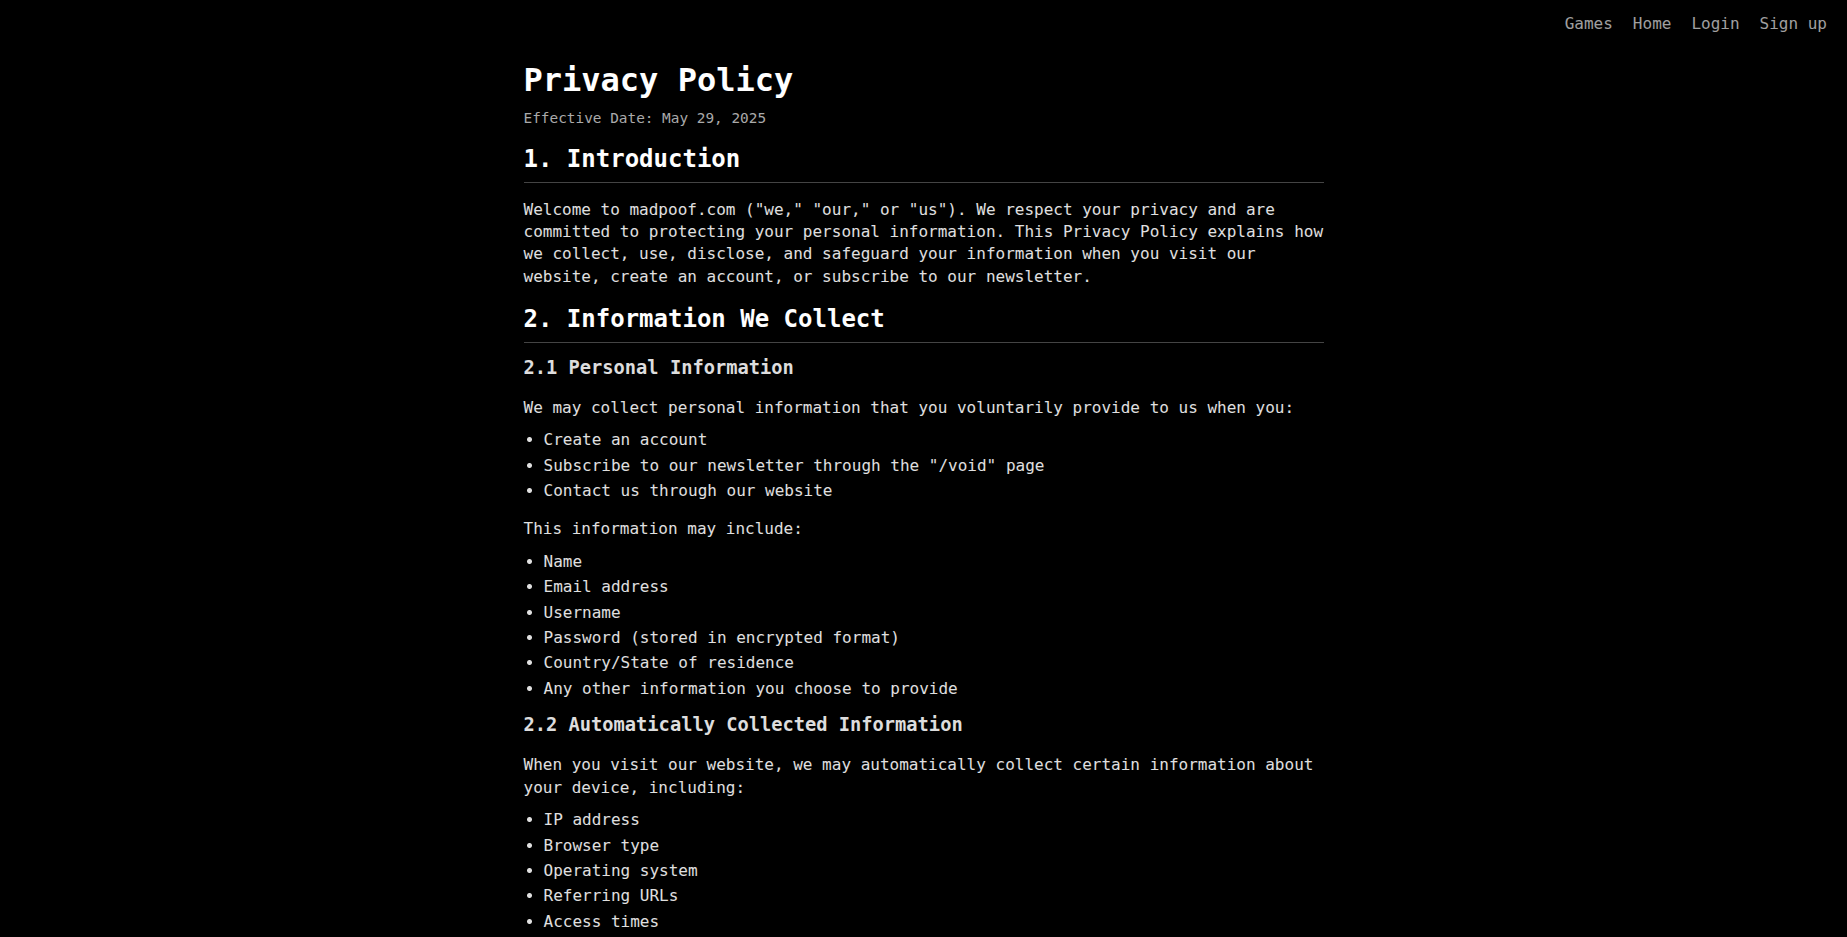 Games Home Login Sign up
Privacy Policy
Effective Date: May 29, 2025
1. Introduction
Welcome to madpoof.com ("we," "our," or "us"). We respect your privacy and are
committed to protecting your personal information. This Privacy Policy explains how
we collect, use, disclose, and safeguard your information when you visit our
website, create an account, or subscribe to our newsletter.
2. Information We Collect
2.1 Personal Information
We may collect personal information that you voluntarily provide to us when you:
• Create an account
• Subscribe to our newsletter through the "/void" page
• Contact us through our website
This information may include:
• Name
• Email address
• Username
• Password (stored in encrypted format)
• Country/State of residence
• Any other information you choose to provide
2.2 Automatically Collected Information
When you visit our website, we may automatically collect certain information about
your device, including:
• IP address
• Browser type
• Operating system
• Referring URLs
• Access times